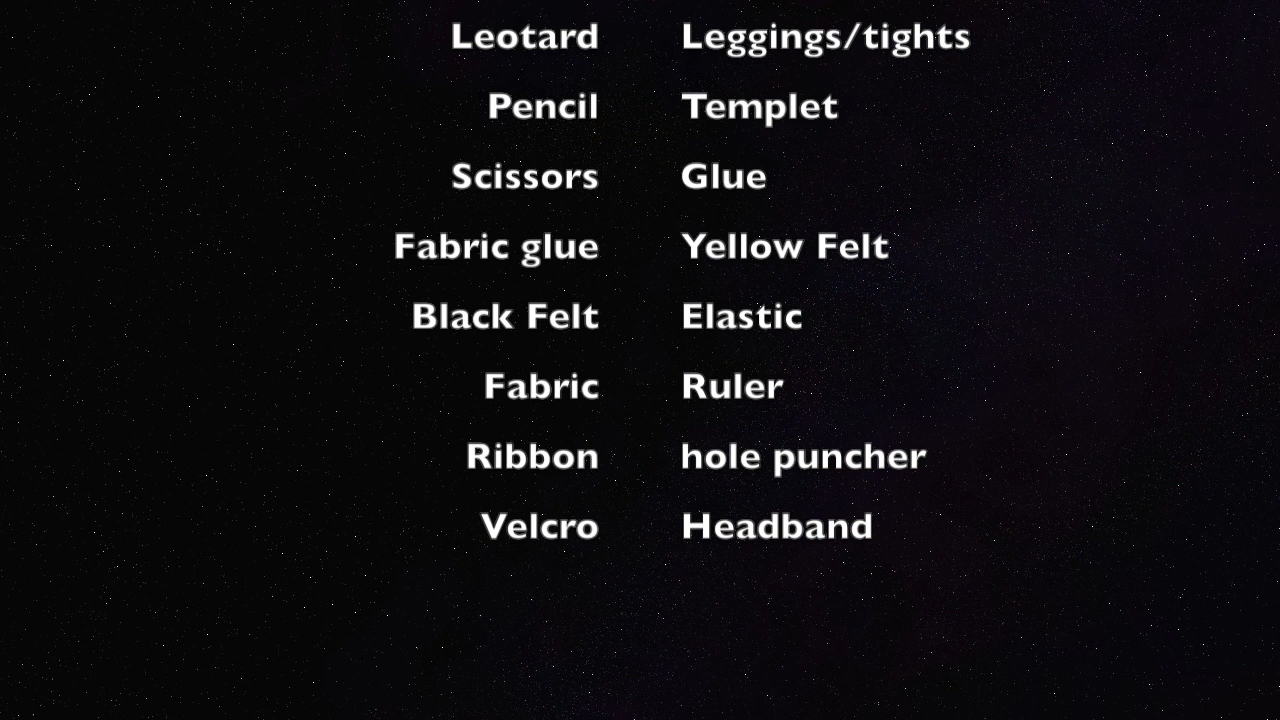 Leotard Leggings/tights
Pencil Templet
Scissors Glue
Fabric glue Yellow Felt
Black Felt Elastic
Fabric Ruler
Ribbon hole puncher
Velcro Headband